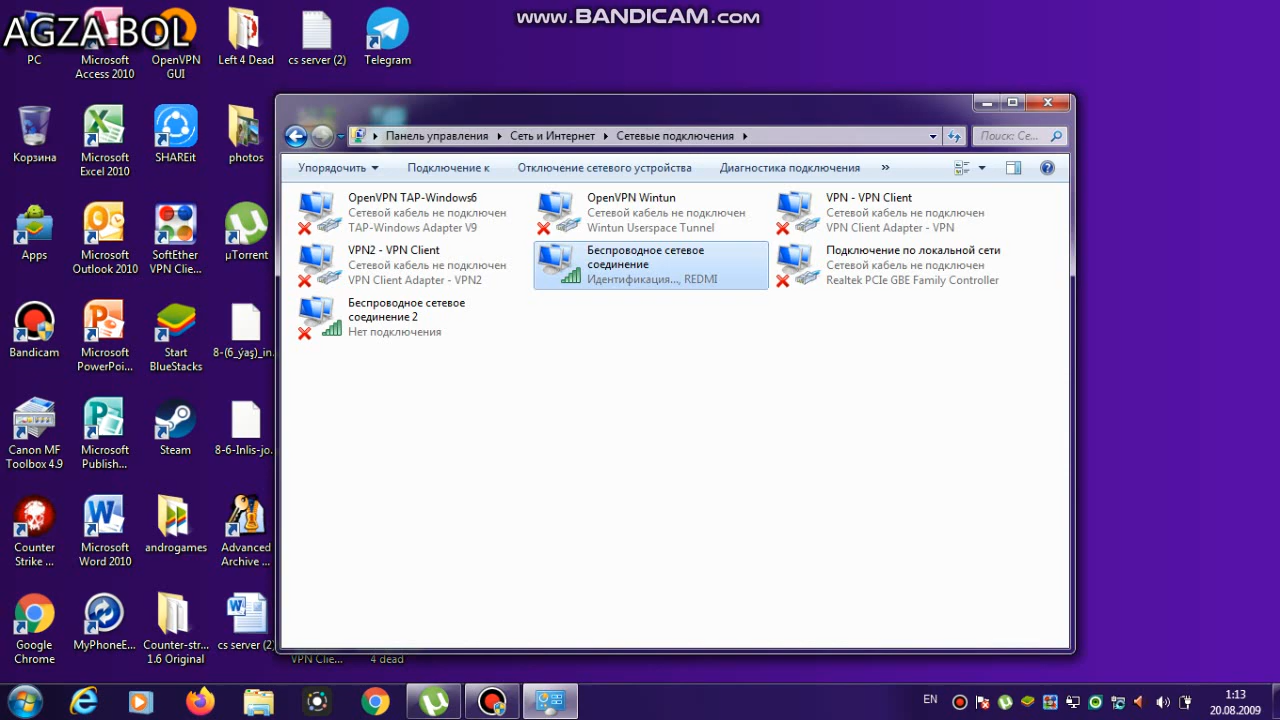 www.BANDICAM.com
AGZA BOL
PC
Microsoft
Access 2010
OpenVPN
GUI
Left 4 Dead
cs server (2)
Telegram
Корзина
Microsoft
Excel 2010
SHAREit
photos
Apps
Microsoft
Outlook 2010
SoftEther
VPN Clie...
µTorrent
Bandicam
Microsoft
PowerPoi...
Start
BlueStacks
8-(6_ýaş)_in...
Canon MF
Toolbox 4.9
Microsoft
Publish...
Steam
8-6-Inlis-jo...
Counter
Strike ...
Microsoft
Word 2010
androgames
Advanced
Archive ...
Google
Chrome
MyPhoneE...
Counter-str...
1.6 Original
cs server (2)
VPN Clie...
4 dead
Панель управления
Сеть и Интернет
Сетевые подключения
Поиск: Се...
Упорядочить
Подключение к
Отключение сетевого устройства
Диагностика подключения
»
OpenVPN TAP-Windows6
Сетевой кабель не подключен
TAP-Windows Adapter V9
OpenVPN Wintun
Сетевой кабель не подключен
Wintun Userspace Tunnel
VPN - VPN Client
Сетевой кабель не подключен
VPN Client Adapter - VPN
VPN2 - VPN Client
Сетевой кабель не подключен
VPN Client Adapter - VPN2
Беспроводное сетевое
соединение
Идентификация..., REDMI
Подключение по локальной сети
Сетевой кабель не подключен
Realtek PCIe GBE Family Controller
Беспроводное сетевое
соединение 2
Нет подключения
EN
1:13
20.08.2009